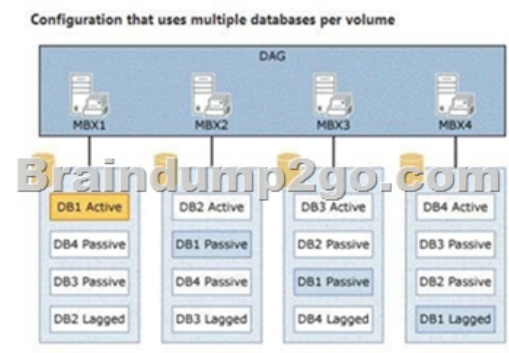 Configuration that uses multiple databases per volume
DAG
MBX1 MBX2 MBX3 MBX4
Braindump2go.com
DB1 Active DB2 Active DB3 Active DB4 Active
DB4 Passive DB1 Passive DB2 Passive DB3 Passive
DB3 Passive DB4 Passive DB1 Passive DB2 Passive
DB2 Lagged DB3 Lagged DB4 Lagged DB1 Lagged